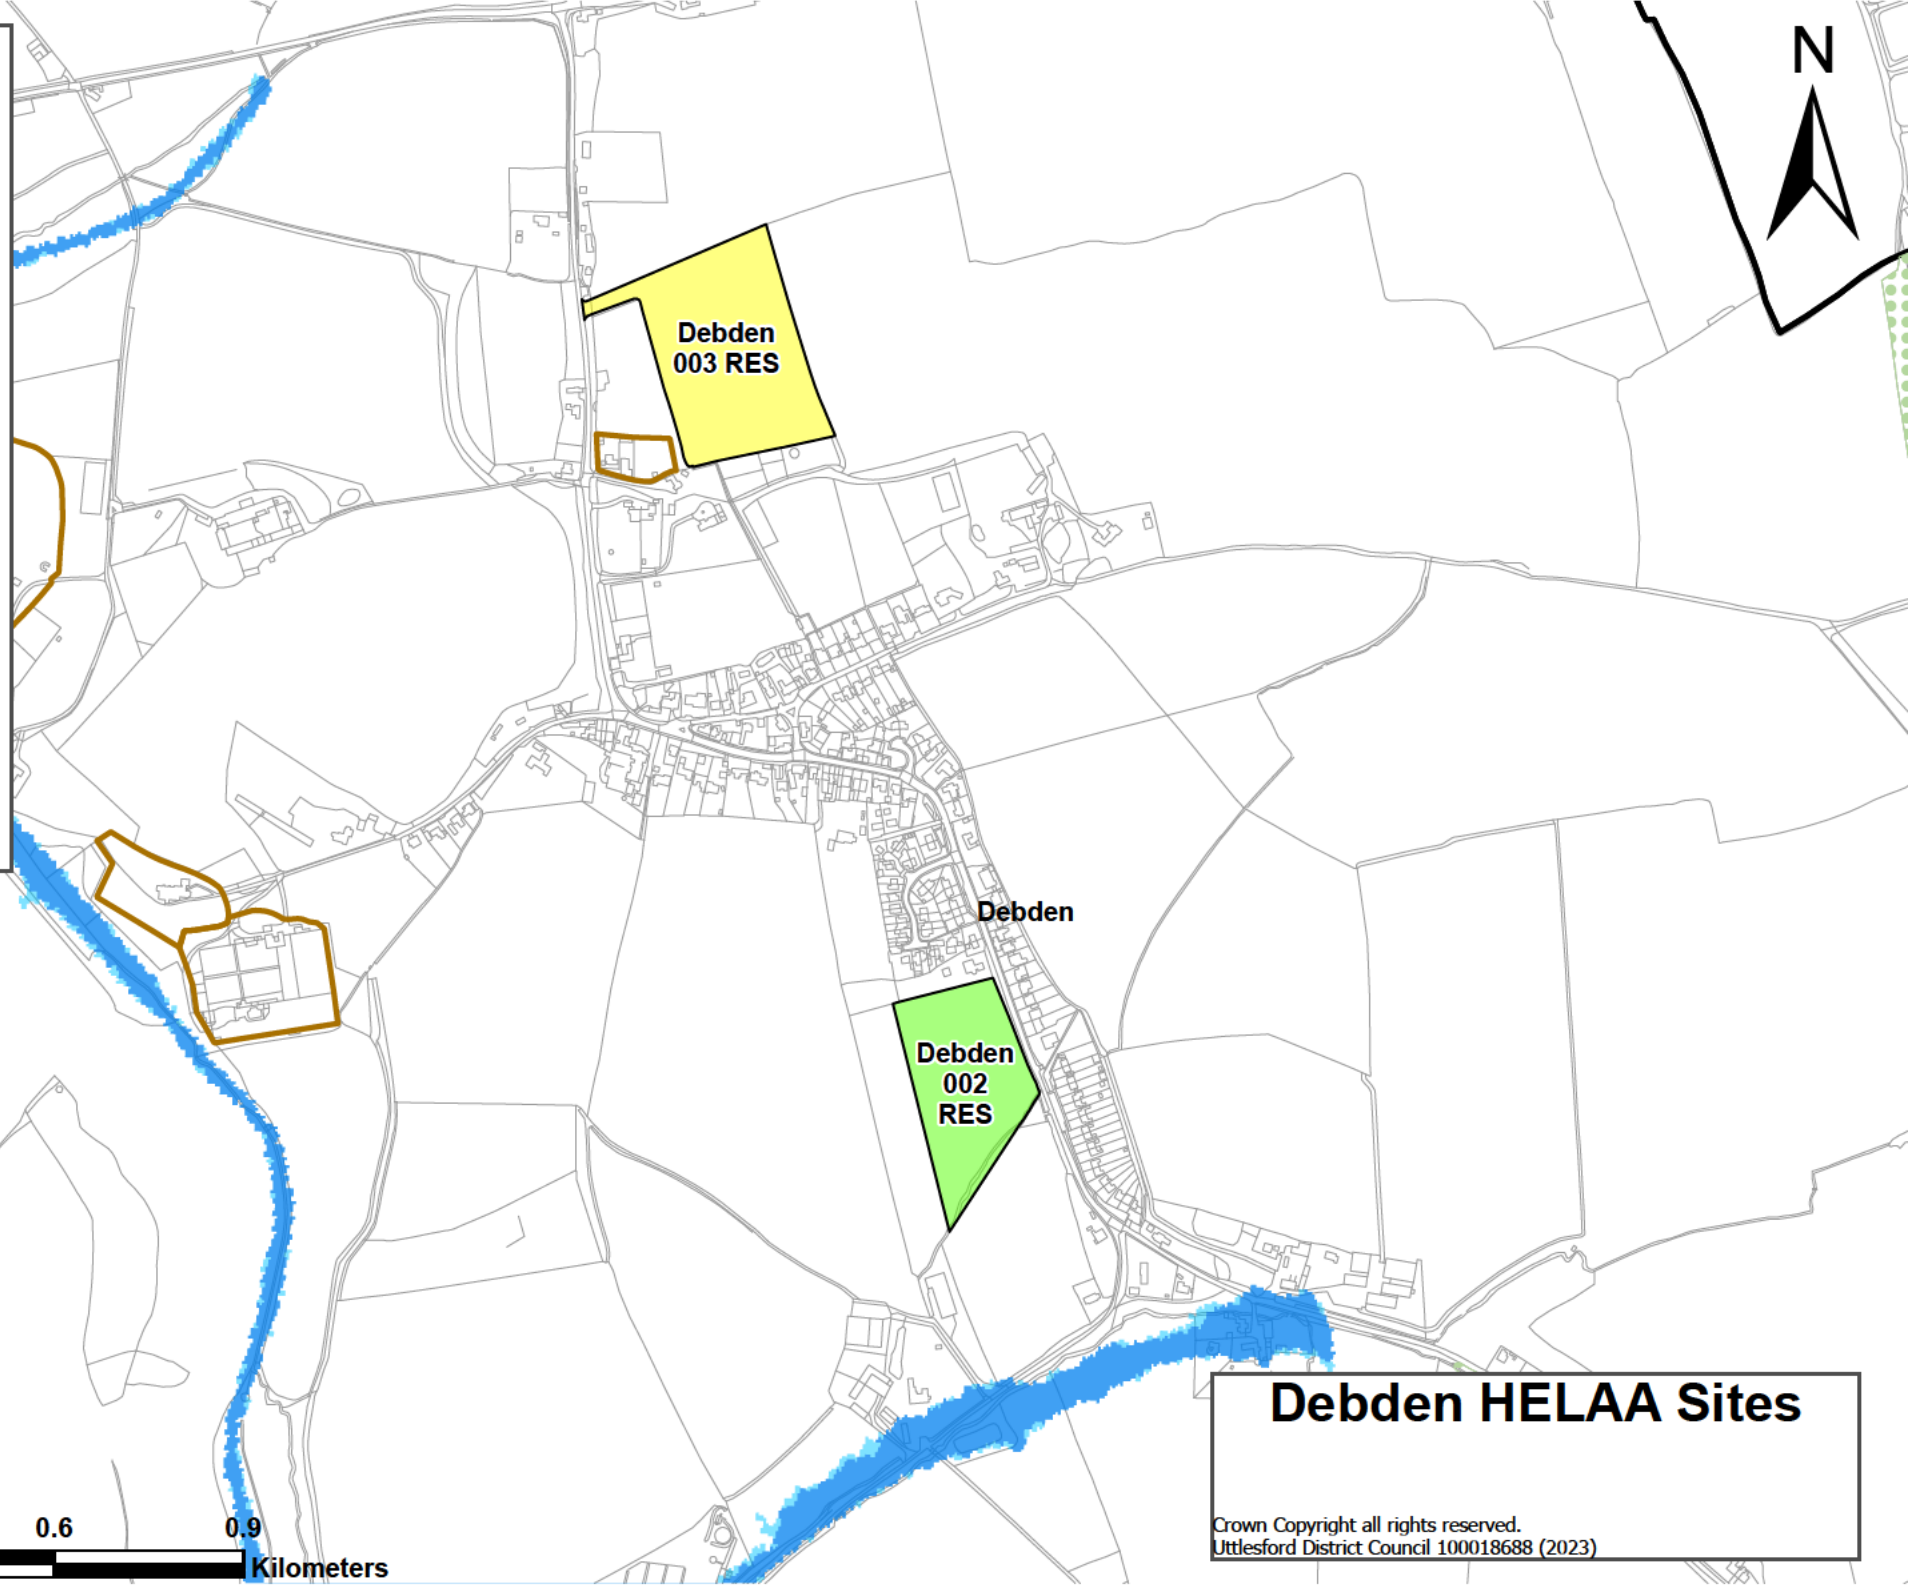 N
Debden
003 RES
Debden
Debden
002
RES
Debden HELAA Sites
Crown Copyright all rights reserved.
Uttlesford District Council 100018688 (2023)
0.6 0.9
Kilometers